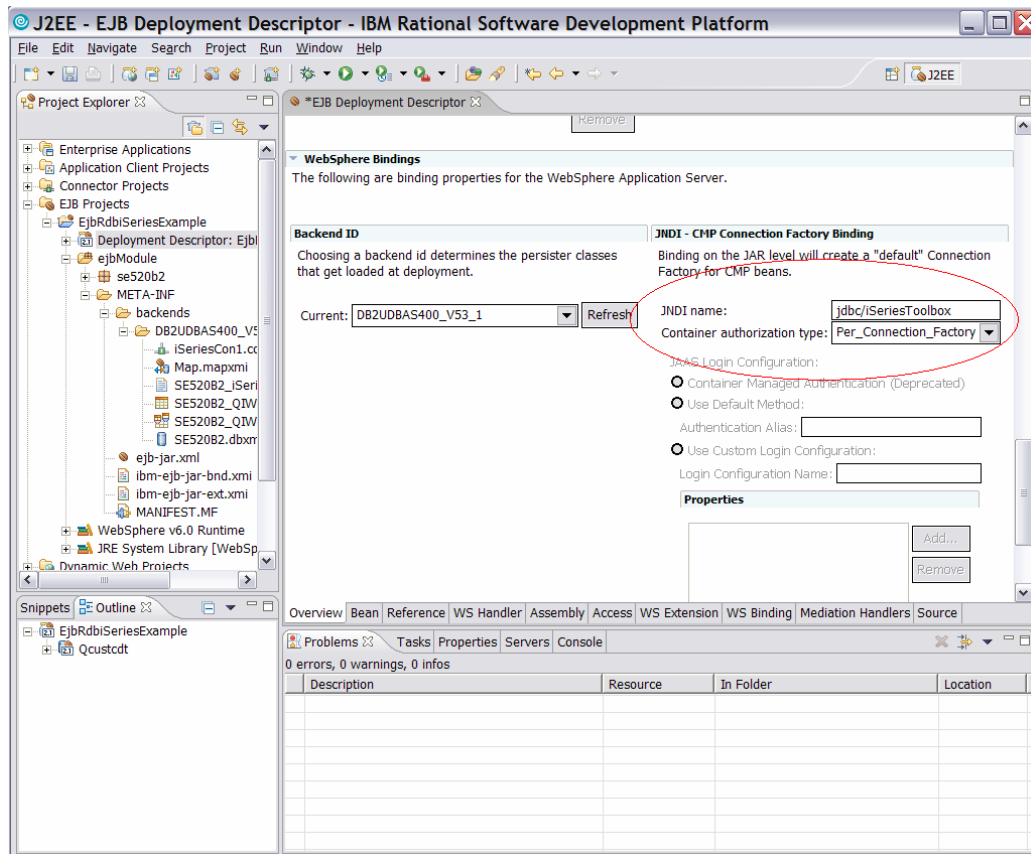 J2EE - EJB Deployment Descriptor - IBM Rational Software Development Platform
File Edit Navigate Search Project Run Window Help
J2EE
Project Explorer
*EJB Deployment Descriptor
Enterprise Applications
Application Client Projects
Connector Projects
EJB Projects
EjbRdbiSeriesExample
Deployment Descriptor: Ejb
ejbModule
se520b2
META-INF
backends
DB2UDBAS400_V5
iSeriesCon1.co
Map.mapxmi
SE520B2_iSeri
SE520B2_QIW
SE520B2_QIW
SE520B2.dbxm
ejb-jar.xml
ibm-ejb-jar-bnd.xmi
ibm-ejb-jar-ext.xmi
MANIFEST.MF
WebSphere v6.0 Runtime
JRE System Library [WebSp
Dynamic Web Projects
Remove
WebSphere Bindings
The following are binding properties for the WebSphere Application Server.
Backend ID
Choosing a backend id determines the persister classes
that get loaded at deployment.
Current: DB2UDBAS400_V53_1 Refresh
JNDI - CMP Connection Factory Binding
Binding on the JAR level will create a "default" Connection
Factory for CMP beans.
JNDI name: jdbc/iSeriesToolbox
Container authorization type: Per_Connection_Factory
JAAS Login Configuration:
Container Managed Authentication (Deprecated)
Use Default Method:
Authentication Alias:
Use Custom Login Configuration:
Login Configuration Name:
Properties
Add...
Remove
Overview Bean Reference WS Handler Assembly Access WS Extension WS Binding Mediation Handlers Source
Snippets Outline
EjbRdbiSeriesExample
Qcustcdt
Problems Tasks Properties Servers Console
0 errors, 0 warnings, 0 infos
Description Resource In Folder Location